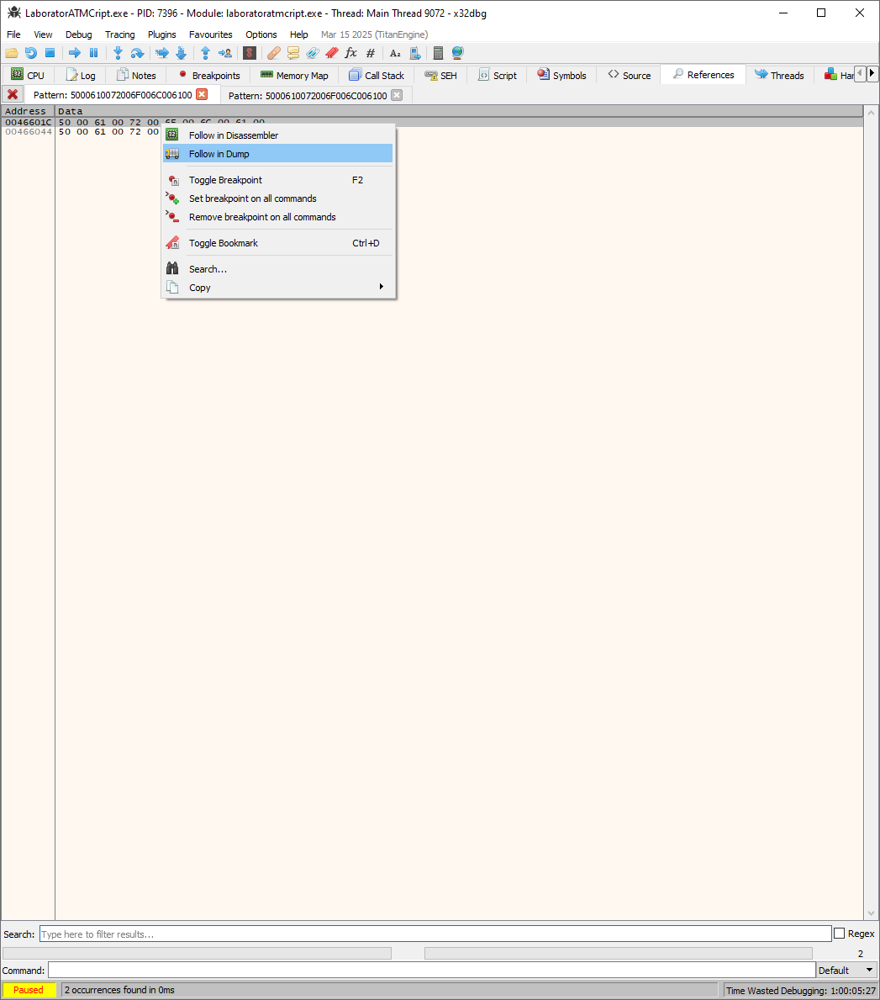 LaboratorATMCript.exe - PID: 7396 - Module: laboratoratmcript.exe - Thread: Main Thread 9072 - x32dbg
File View Debug Tracing Plugins Favourites Options Help Mar 15 2025 (TitanEngine)
CPU Log Notes Breakpoints Memory Map Call Stack SEH Script Symbols Source References Threads Han
Pattern: 5000610072006F006C006100 Pattern: 5000610072006F006C006100
Address Data
0046601C 50 00 61 00 72 00 6F 00 6C 00 61 00
00466044 50 00 61 00 72 00
Follow in Disassembler
Follow in Dump
Toggle Breakpoint F2
Set breakpoint on all commands
Remove breakpoint on all commands
Toggle Bookmark Ctrl+D
Search...
Copy
Search: Type here to filter results... Regex
2
Command: Default
Paused 2 occurrences found in 0ms Time Wasted Debugging: 1:00:05:27